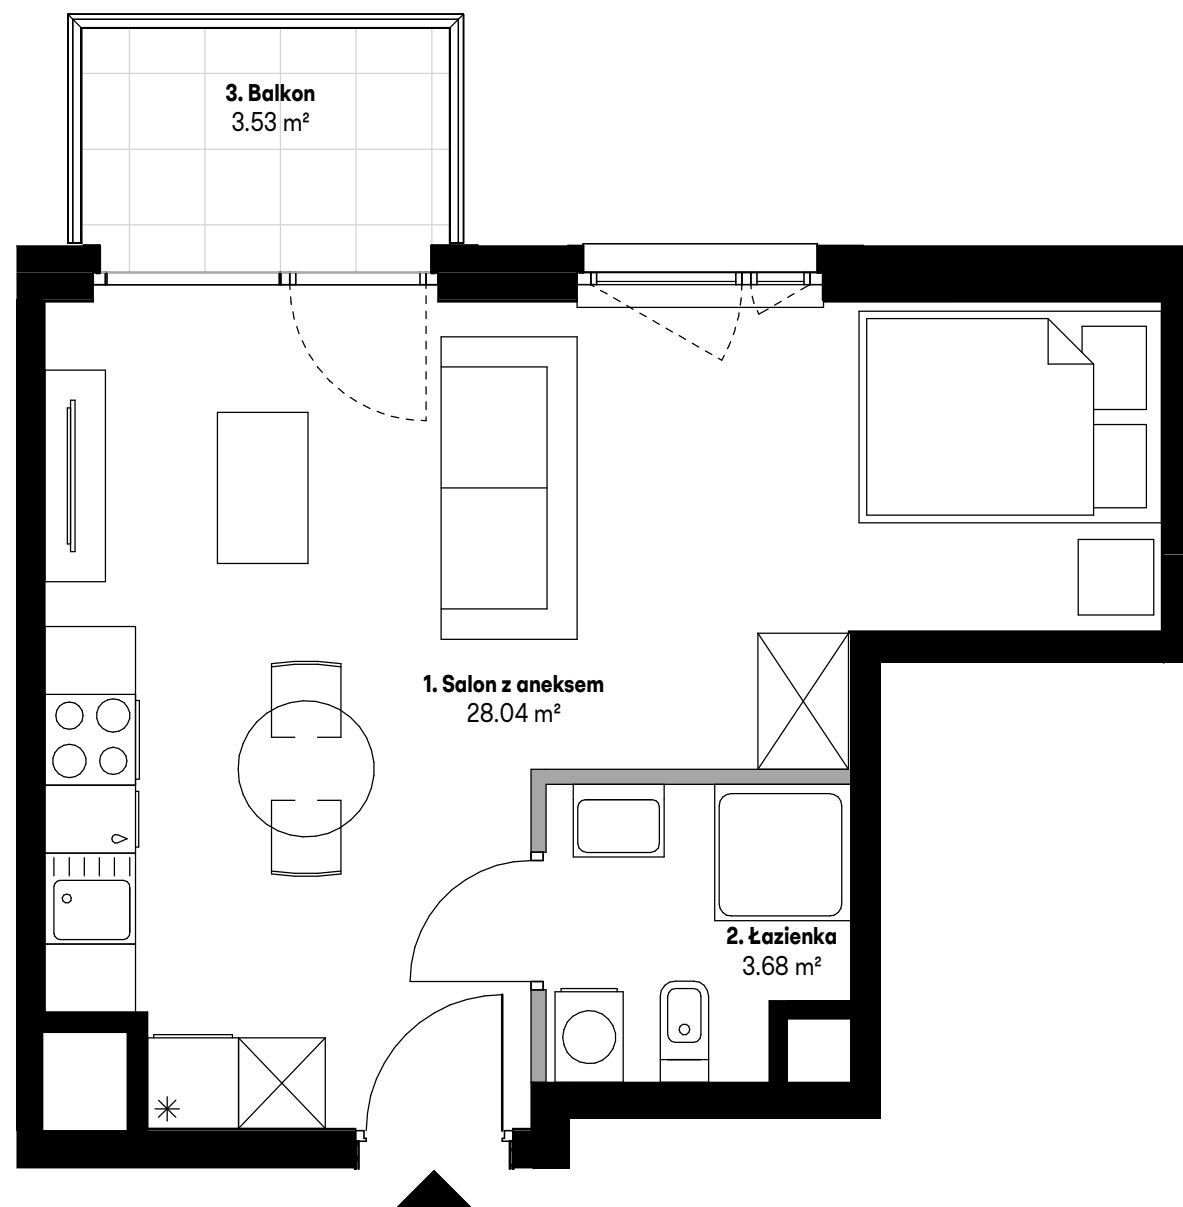 3. Balkon
3.53 m²
1. Salon z aneksem
28.04 m²
2. Łazienka
3.68 m²